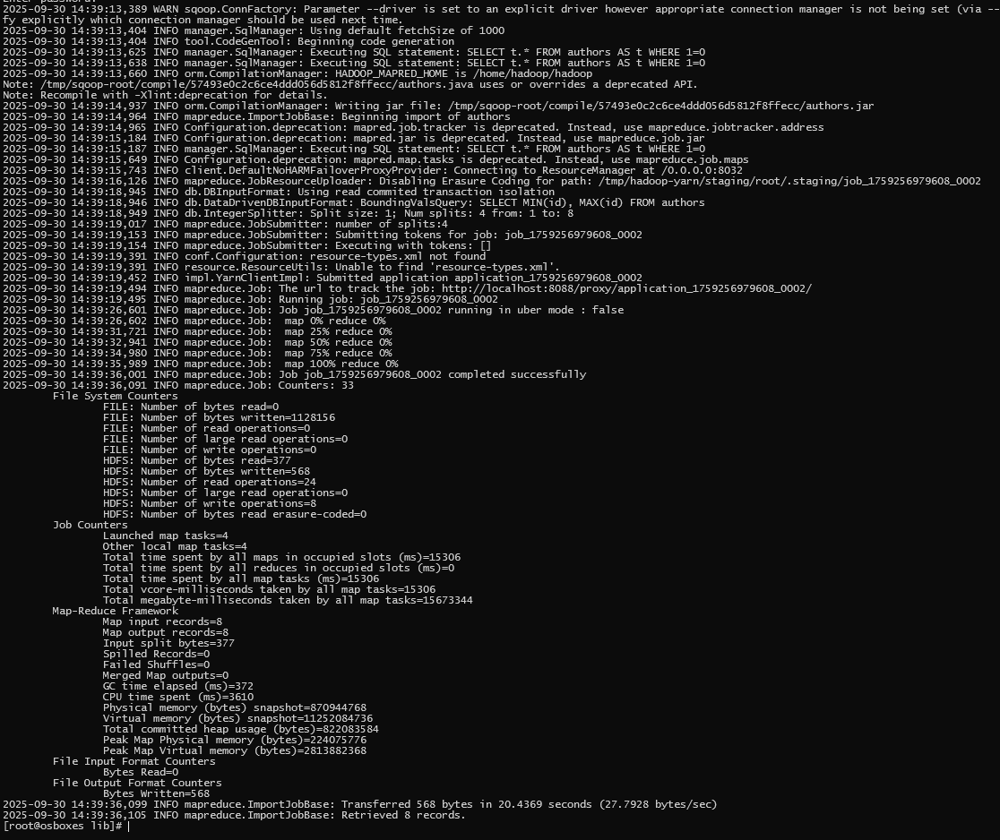 Enter password:
2025-09-30 14:39:13,389 WARN sqoop.ConnFactory: Parameter --driver is set to an explicit driver however appropriate connection manager is not being set (via --
fy explicitly which connection manager should be used next time.
2025-09-30 14:39:13,404 INFO manager.SqlManager: Using default fetchSize of 1000
2025-09-30 14:39:13,404 INFO tool.CodeGenTool: Beginning code generation
2025-09-30 14:39:13,625 INFO manager.SqlManager: Executing SQL statement: SELECT t.* FROM authors AS t WHERE 1=0
2025-09-30 14:39:13,638 INFO manager.SqlManager: Executing SQL statement: SELECT t.* FROM authors AS t WHERE 1=0
2025-09-30 14:39:13,660 INFO orm.CompilationManager: HADOOP_MAPRED_HOME is /home/hadoop/hadoop
Note: /tmp/sqoop-root/compile/57493e0c2c6ce4ddd056d5812f8ffecc/authors.java uses or overrides a deprecated API.
Note: Recompile with -Xlint:deprecation for details.
2025-09-30 14:39:14,937 INFO orm.CompilationManager: Writing jar file: /tmp/sqoop-root/compile/57493e0c2c6ce4ddd056d5812f8ffecc/authors.jar
2025-09-30 14:39:14,964 INFO mapreduce.ImportJobBase: Beginning import of authors
2025-09-30 14:39:14,965 INFO Configuration.deprecation: mapred.job.tracker is deprecated. Instead, use mapreduce.jobtracker.address
2025-09-30 14:39:15,184 INFO Configuration.deprecation: mapred.jar is deprecated. Instead, use mapreduce.job.jar
2025-09-30 14:39:15,187 INFO manager.SqlManager: Executing SQL statement: SELECT t.* FROM authors AS t WHERE 1=0
2025-09-30 14:39:15,649 INFO Configuration.deprecation: mapred.map.tasks is deprecated. Instead, use mapreduce.job.maps
2025-09-30 14:39:15,743 INFO client.DefaultNoHARMFailoverProxyProvider: Connecting to ResourceManager at /0.0.0.0:8032
2025-09-30 14:39:16,126 INFO mapreduce.JobResourceUploader: Disabling Erasure Coding for path: /tmp/hadoop-yarn/staging/root/.staging/job_1759256979608_0002
2025-09-30 14:39:18,945 INFO db.DBInputFormat: Using read commited transaction isolation
2025-09-30 14:39:18,946 INFO db.DataDrivenDBInputFormat: BoundingValsQuery: SELECT MIN(id), MAX(id) FROM authors
2025-09-30 14:39:18,949 INFO db.IntegerSplitter: Split size: 1; Num splits: 4 from: 1 to: 8
2025-09-30 14:39:19,017 INFO mapreduce.JobSubmitter: number of splits:4
2025-09-30 14:39:19,153 INFO mapreduce.JobSubmitter: Submitting tokens for job: job_1759256979608_0002
2025-09-30 14:39:19,154 INFO mapreduce.JobSubmitter: Executing with tokens: []
2025-09-30 14:39:19,391 INFO conf.Configuration: resource-types.xml not found
2025-09-30 14:39:19,391 INFO resource.ResourceUtils: Unable to find 'resource-types.xml'.
2025-09-30 14:39:19,452 INFO impl.YarnClientImpl: Submitted application application_1759256979608_0002
2025-09-30 14:39:19,494 INFO mapreduce.Job: The url to track the job: http://localhost:8088/proxy/application_1759256979608_0002/
2025-09-30 14:39:19,495 INFO mapreduce.Job: Running job: job_1759256979608_0002
2025-09-30 14:39:26,601 INFO mapreduce.Job: Job job_1759256979608_0002 running in uber mode : false
2025-09-30 14:39:26,602 INFO mapreduce.Job:  map 0% reduce 0%
2025-09-30 14:39:31,721 INFO mapreduce.Job:  map 25% reduce 0%
2025-09-30 14:39:32,941 INFO mapreduce.Job:  map 50% reduce 0%
2025-09-30 14:39:34,980 INFO mapreduce.Job:  map 75% reduce 0%
2025-09-30 14:39:35,989 INFO mapreduce.Job:  map 100% reduce 0%
2025-09-30 14:39:36,001 INFO mapreduce.Job: Job job_1759256979608_0002 completed successfully
2025-09-30 14:39:36,091 INFO mapreduce.Job: Counters: 33
File System Counters
FILE: Number of bytes read=0
FILE: Number of bytes written=1128156
FILE: Number of read operations=0
FILE: Number of large read operations=0
FILE: Number of write operations=0
HDFS: Number of bytes read=377
HDFS: Number of bytes written=568
HDFS: Number of read operations=24
HDFS: Number of large read operations=0
HDFS: Number of write operations=8
HDFS: Number of bytes read erasure-coded=0
Job Counters
Launched map tasks=4
Other local map tasks=4
Total time spent by all maps in occupied slots (ms)=15306
Total time spent by all reduces in occupied slots (ms)=0
Total time spent by all map tasks (ms)=15306
Total vcore-milliseconds taken by all map tasks=15306
Total megabyte-milliseconds taken by all map tasks=15673344
Map-Reduce Framework
Map input records=8
Map output records=8
Input split bytes=377
Spilled Records=0
Failed Shuffles=0
Merged Map outputs=0
GC time elapsed (ms)=372
CPU time spent (ms)=3610
Physical memory (bytes) snapshot=870944768
Virtual memory (bytes) snapshot=11252084736
Total committed heap usage (bytes)=822083584
Peak Map Physical memory (bytes)=224075776
Peak Map Virtual memory (bytes)=2813882368
File Input Format Counters
Bytes Read=0
File Output Format Counters
Bytes Written=568
2025-09-30 14:39:36,099 INFO mapreduce.ImportJobBase: Transferred 568 bytes in 20.4369 seconds (27.7928 bytes/sec)
2025-09-30 14:39:36,105 INFO mapreduce.ImportJobBase: Retrieved 8 records.
[root@osboxes lib]#